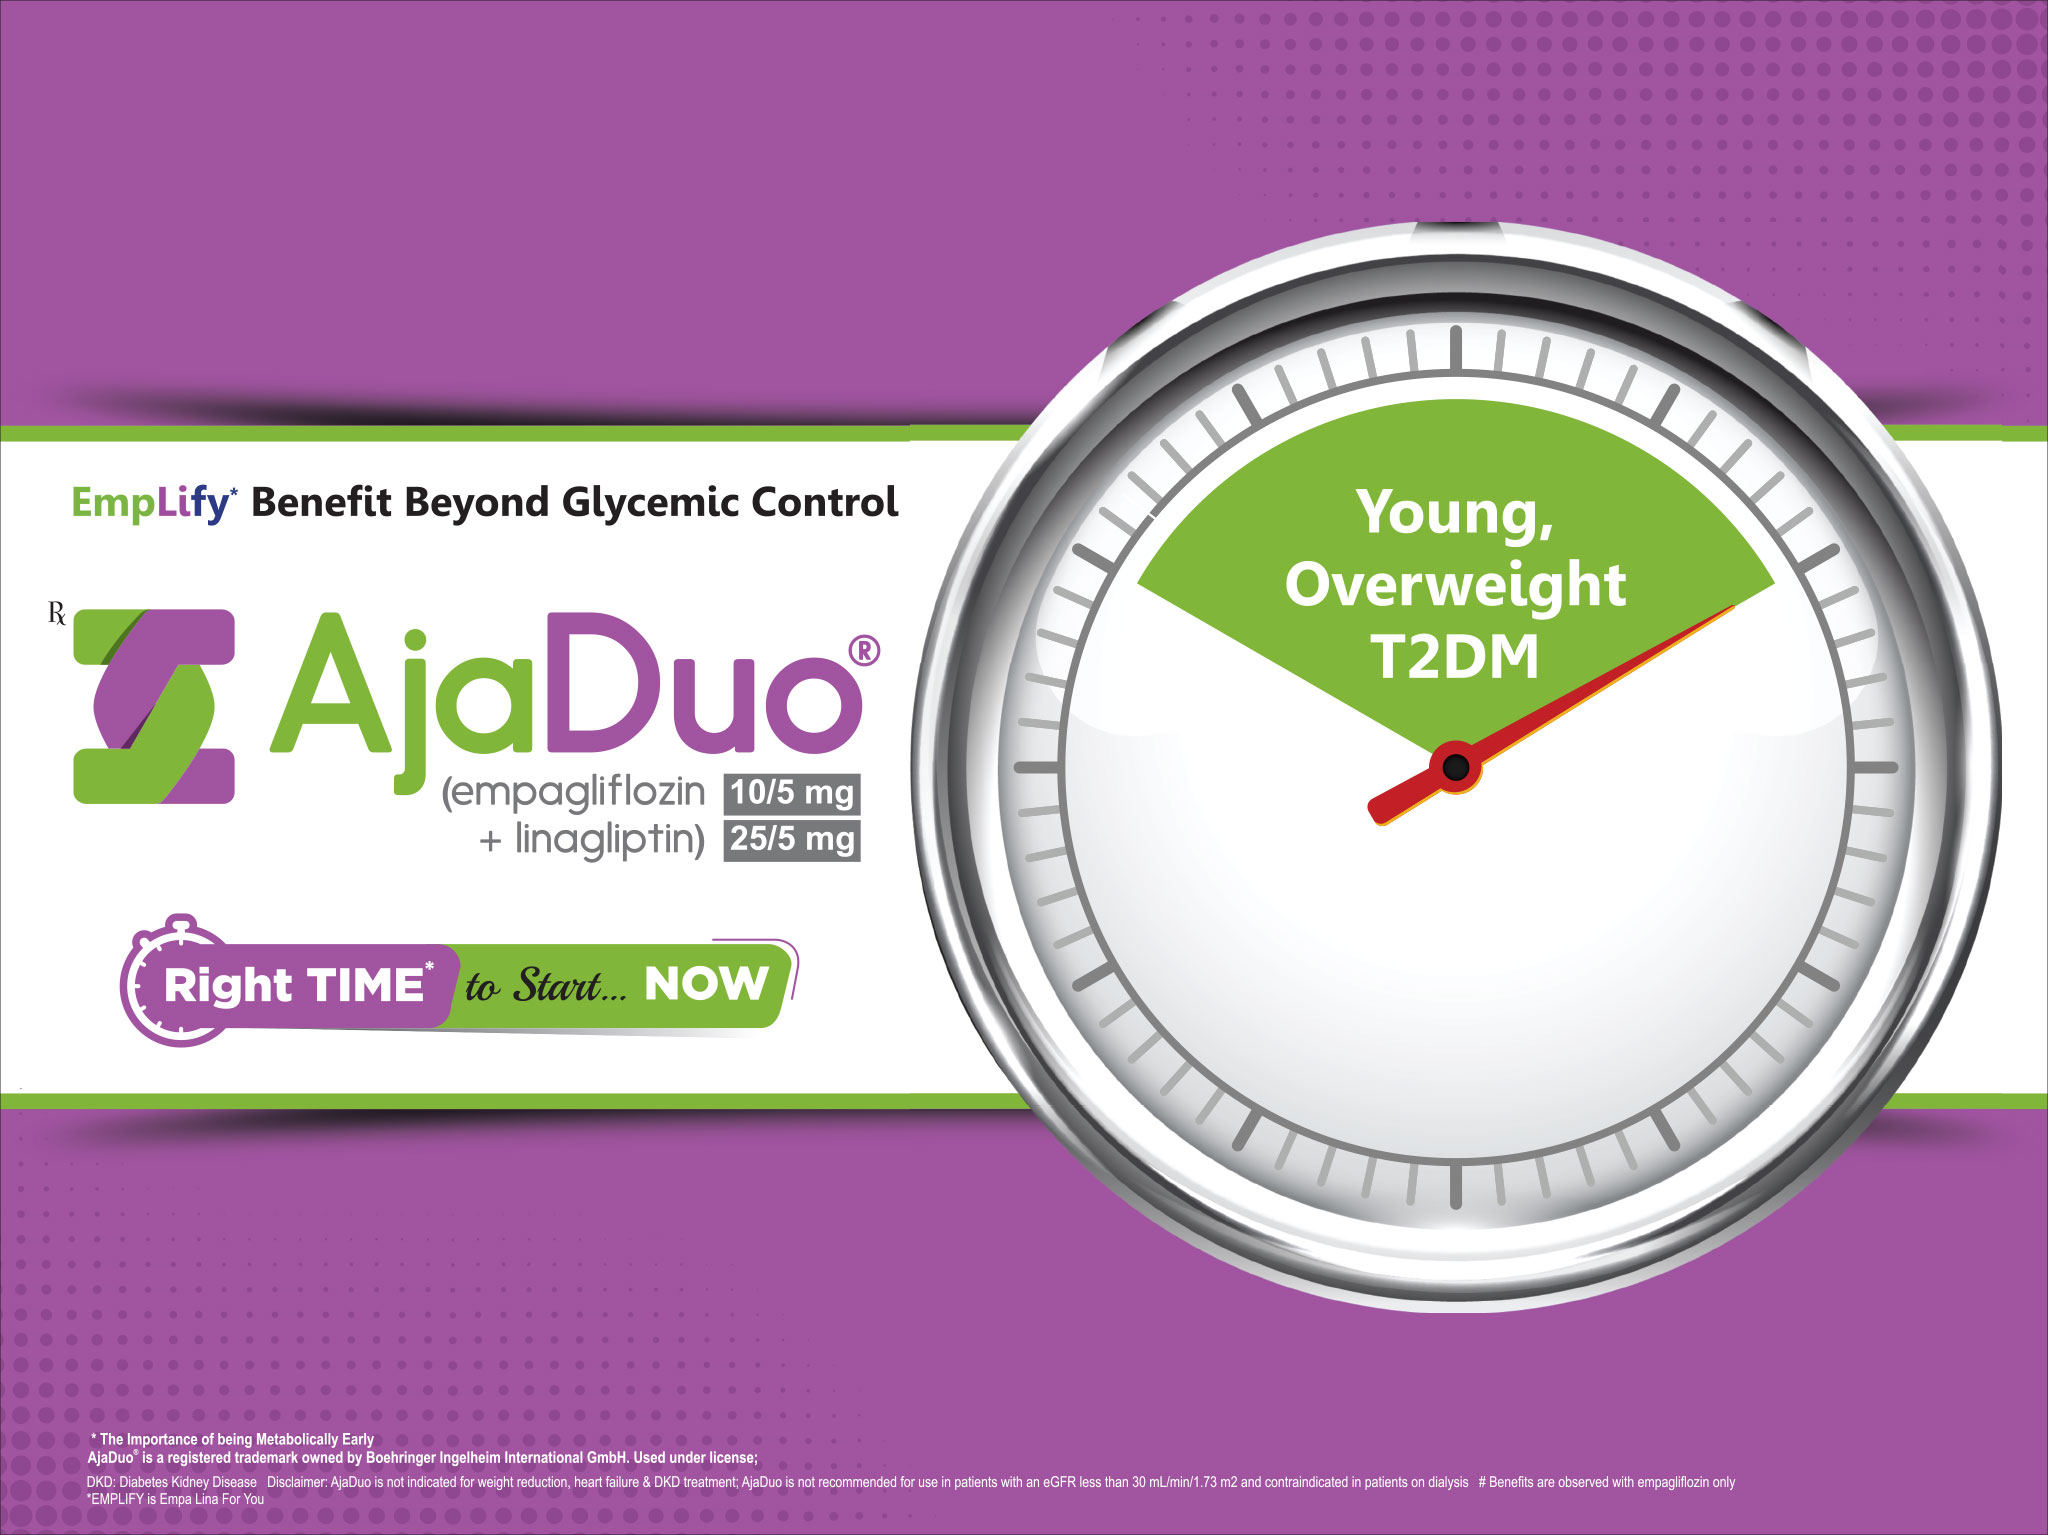 EmpLify* Benefit Beyond Glycemic Control
Rx
AjaDuo®
(empagliflozin 10/5 mg
+ linagliptin) 25/5 mg
Right TIME* to Start... NOW
Young,
Overweight
T2DM
* The Importance of being Metabolically Early
AjaDuo® is a registered trademark owned by Boehringer Ingelheim International GmbH. Used under license;
DKD: Diabetes Kidney Disease Disclaimer: AjaDuo is not indicated for weight reduction, heart failure & DKD treatment; AjaDuo is not recommended for use in patients with an eGFR less than 30 mL/min/1.73 m2 and contraindicated in patients on dialysis # Benefits are observed with empagliflozin only
*EMPLIFY is Empa Lina For You